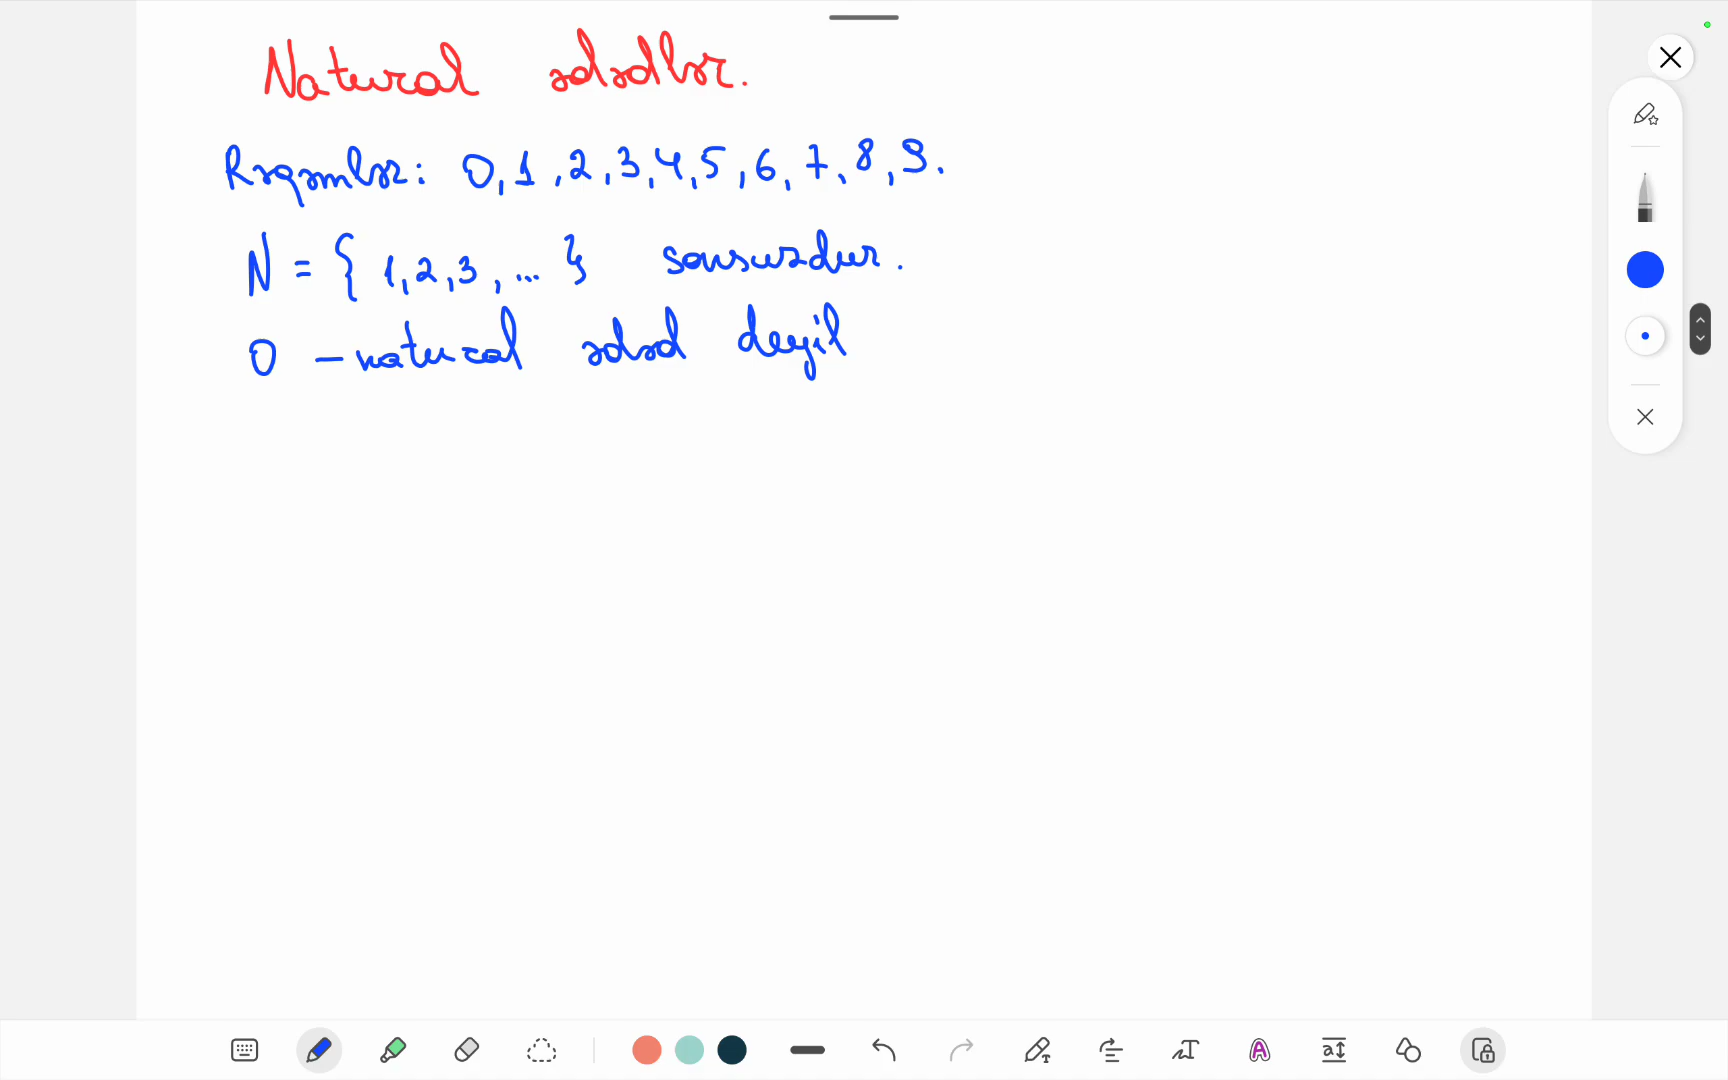 Natural ədədlər.
Rəqəmlər: 0, 1, 2, 3, 4, 5, 6, 7, 8, 9.
N = { 1, 2, 3, ... } sonsuzdur.
0 – natural ədəd deyil